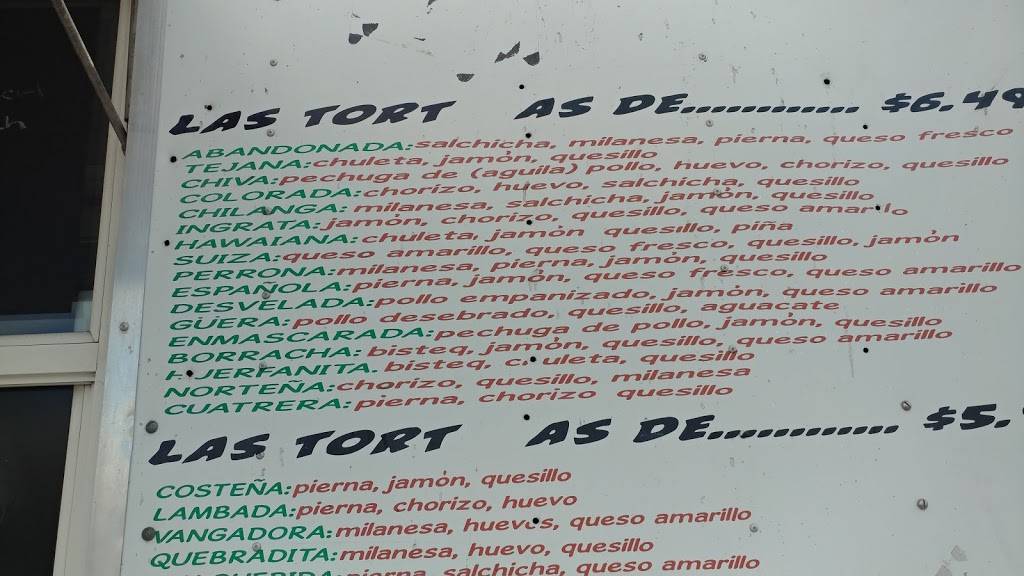 LAS TORT AS DE............ $6.49
ABANDONADA: salchicha, milanesa, pierna, queso fresco
TEJANA: chuleta, jamón, quesillo
CHIVA: pechuga de (aguila) pollo, huevo, chorizo, quesillo
COLORADA: chorizo, huevo, salchicha, quesillo
CHILANGA: milanesa, salchicha, jamón, quesillo
INGRATA: jamón, chorizo, quesillo, queso amarillo
HAWAIANA: chuleta, jamón quesillo, piña
SUIZA: queso amarillo, queso fresco, quesillo, jamón
PERRONA: milanesa, pierna, jamón, quesillo
ESPAÑOLA: pierna, jamón, queso fresco, queso amarillo
DESVELADA: pollo empanizado, jamón, queso amarillo
GÜERA: pollo desebrado, quesillo, aguacate
ENMASCARADA: pechuga de pollo, jamón, quesillo
BORRACHA: bisteq, jamón, quesillo, queso amarillo
HUERFANITA. bisteq, chuleta, quesillo
NORTEÑA: chorizo, quesillo, milanesa
CUATRERA: pierna, chorizo quesillo
LAS TORT AS DE............ $5.
COSTEÑA: pierna, jamón, quesillo
LAMBADA: pierna, chorizo, huevo
VANGADORA: milanesa, huevos, queso amarillo
QUEBRADITA: milanesa, huevo, quesillo
pierna, salchicha, queso amarillo